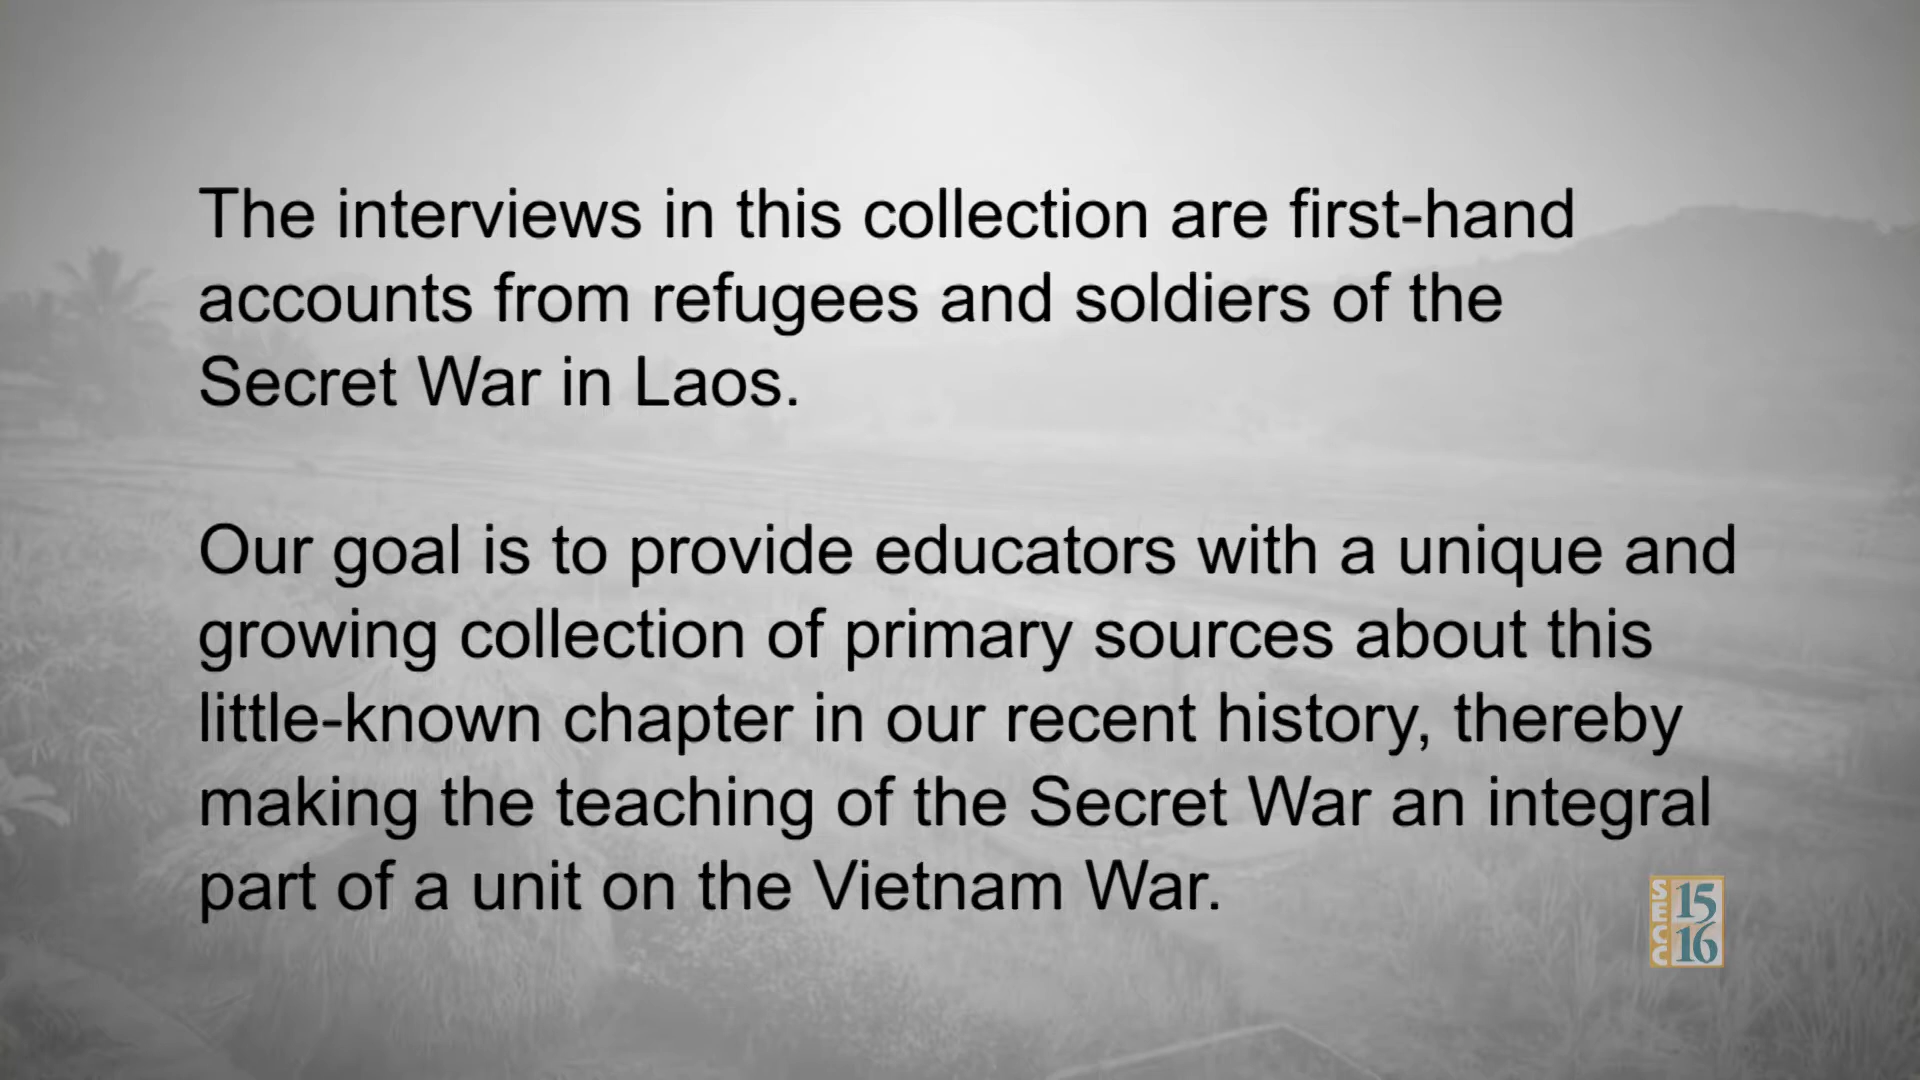 The interviews in this collection are first-hand
accounts from refugees and soldiers of the
Secret War in Laos.
Our goal is to provide educators with a unique and
growing collection of primary sources about this
little-known chapter in our recent history, thereby
making the teaching of the Secret War an integral
part of a unit on the Vietnam War.
SECC
15
16